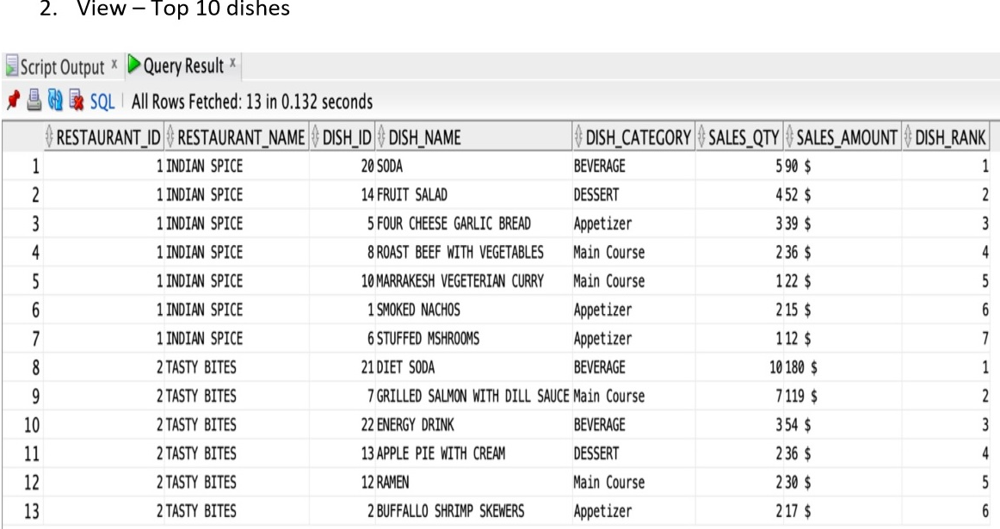 2. View – Top 10 dishes
Script Output x Query Result x
SQL All Rows Fetched: 13 in 0.132 seconds
RESTAURANT_ID RESTAURANT_NAME DISH_ID DISH_NAME DISH_CATEGORY SALES_QTY SALES_AMOUNT DISH_RANK
1 1 INDIAN SPICE 20 SODA BEVERAGE 5 90 $ 1
2 1 INDIAN SPICE 14 FRUIT SALAD DESSERT 4 52 $ 2
3 1 INDIAN SPICE 5 FOUR CHEESE GARLIC BREAD Appetizer 3 39 $ 3
4 1 INDIAN SPICE 8 ROAST BEEF WITH VEGETABLES Main Course 2 36 $ 4
5 1 INDIAN SPICE 10 MARRAKESH VEGETERIAN CURRY Main Course 1 22 $ 5
6 1 INDIAN SPICE 1 SMOKED NACHOS Appetizer 2 15 $ 6
7 1 INDIAN SPICE 6 STUFFED MSHROOMS Appetizer 1 12 $ 7
8 2 TASTY BITES 21 DIET SODA BEVERAGE 10 180 $ 1
9 2 TASTY BITES 7 GRILLED SALMON WITH DILL SAUCE Main Course 7 119 $ 2
10 2 TASTY BITES 22 ENERGY DRINK BEVERAGE 3 54 $ 3
11 2 TASTY BITES 13 APPLE PIE WITH CREAM DESSERT 2 36 $ 4
12 2 TASTY BITES 12 RAMEN Main Course 2 30 $ 5
13 2 TASTY BITES 2 BUFFALLO SHRIMP SKEWERS Appetizer 2 17 $ 6